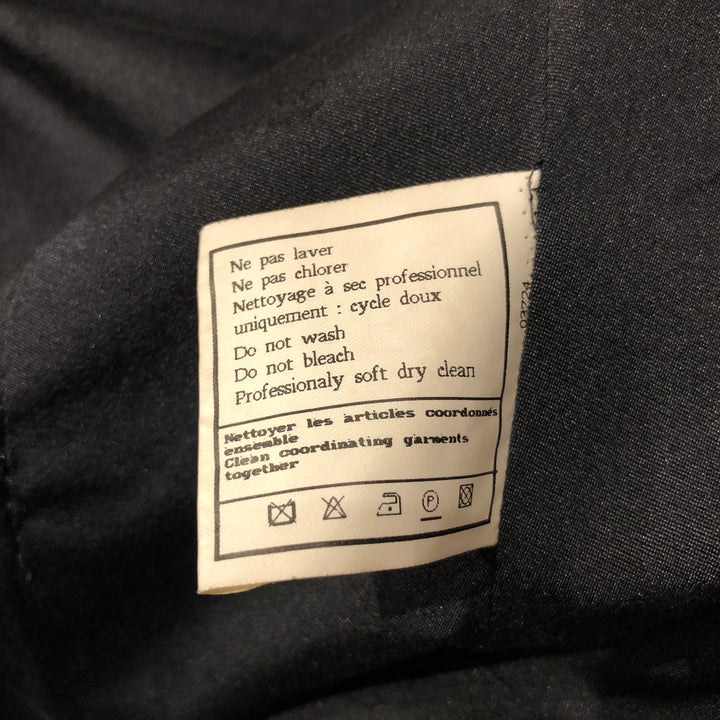 Ne pas laver
Ne pas chlorer
Nettoyage à sec professionnel
uniquement : cycle doux
Do not wash
Do not bleach
Professionaly soft dry clean
Nettoyer les articles coordonnés
ensemble
Clean coordinating garments
together
P